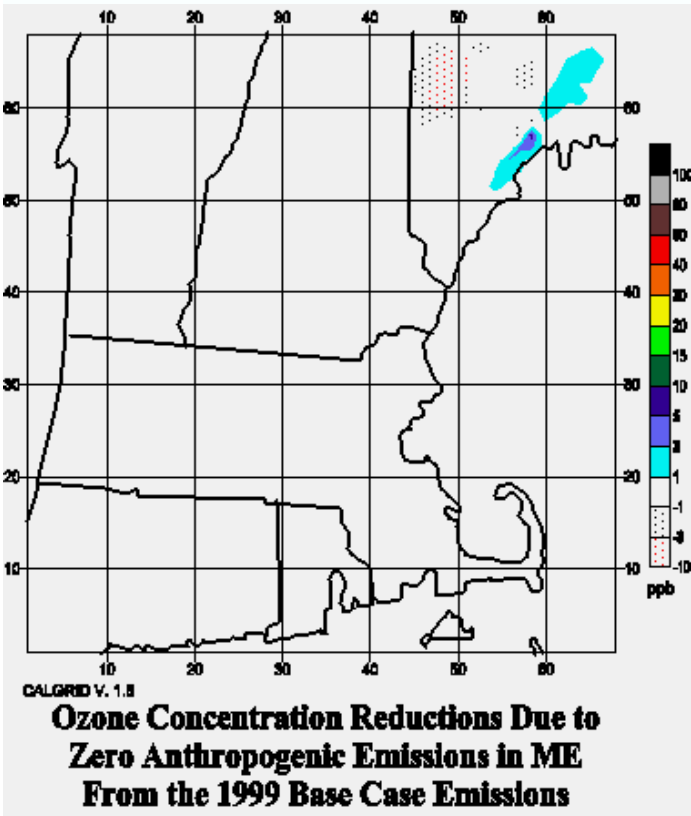 10 20 30 40 50 60
60 60
50 50
40 40
30 30
20 20
10 10
10 20 30 40 50 60
100
80
60
40
30
20
15
10
5
3
1
-1
-3
-10
ppb
CALGRID V. 1.5
Ozone Concentration Reductions Due to
Zero Anthropogenic Emissions in ME
From the 1999 Base Case Emissions